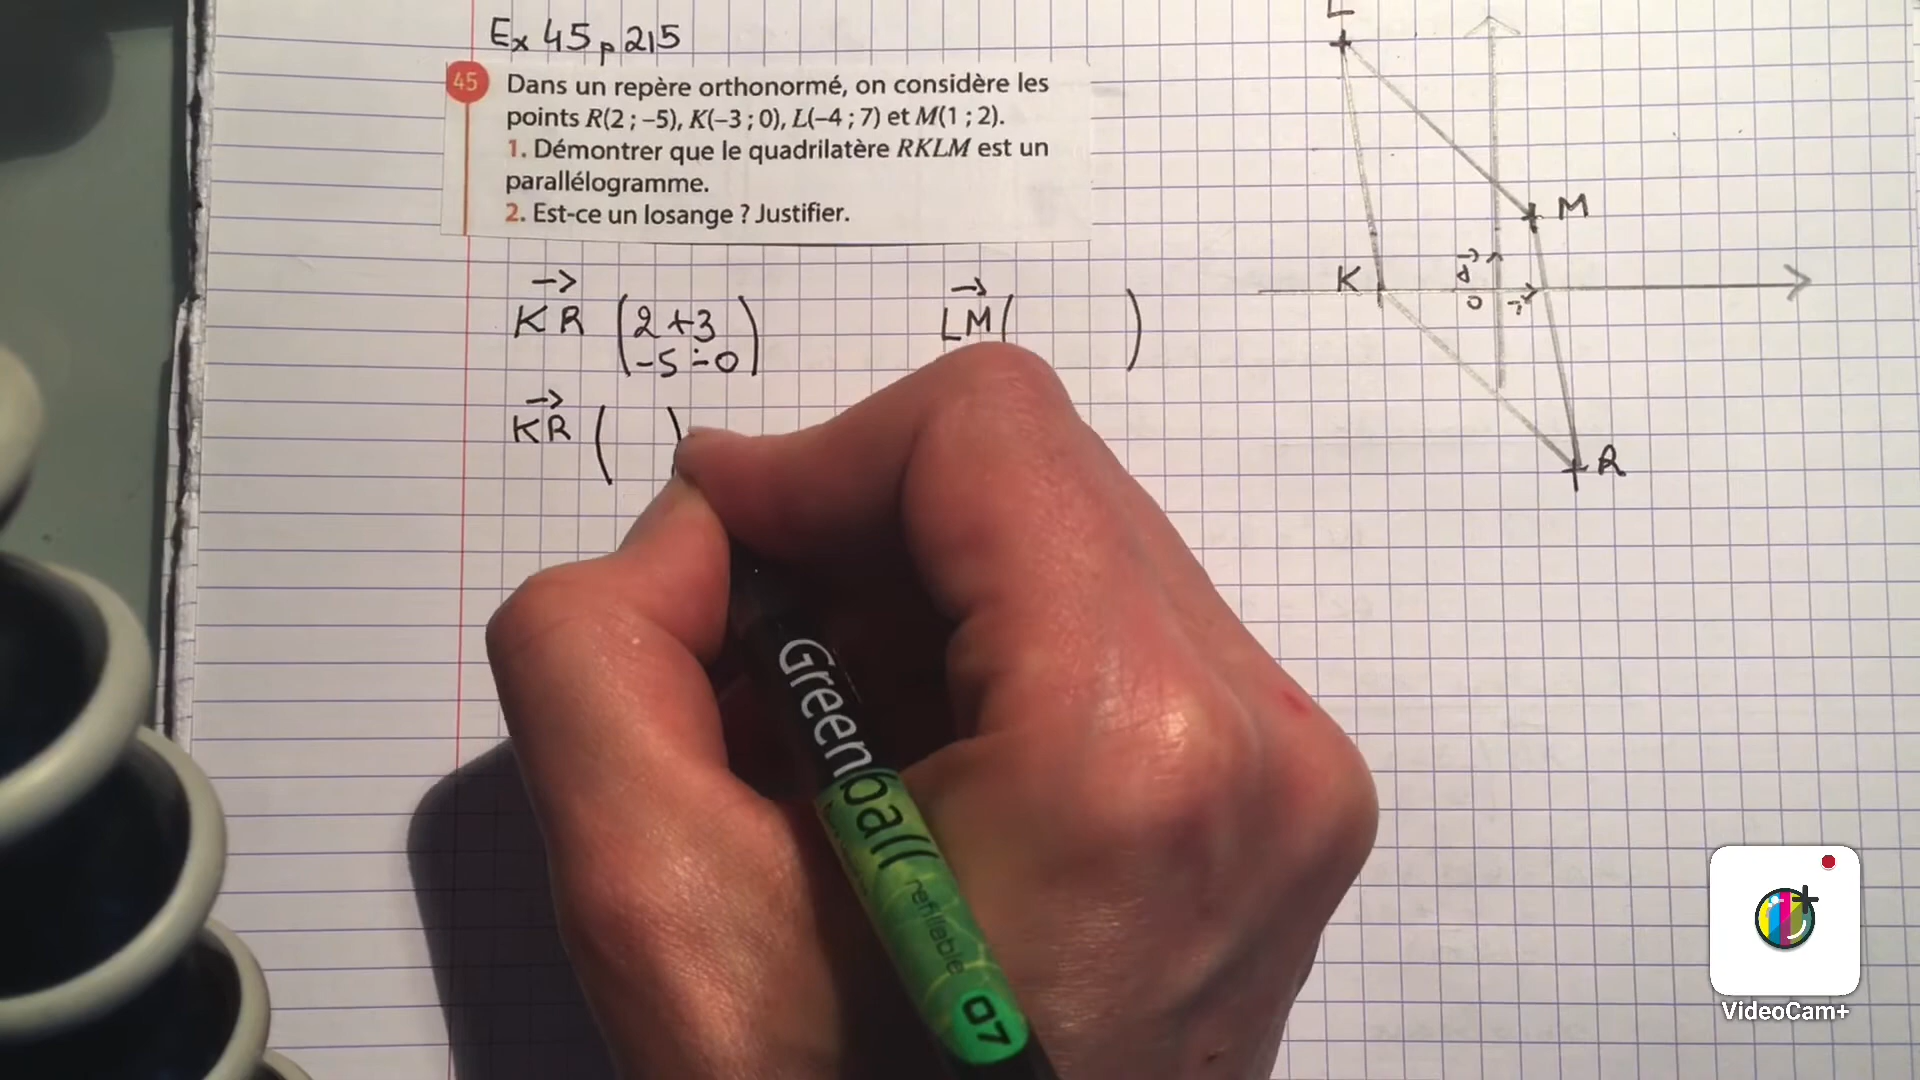 Ex 45 p 215
45 Dans un repère orthonormé, on considère les
points R(2 ; –5), K(–3 ; 0), L(–4 ; 7) et M(1 ; 2).
1. Démontrer que le quadrilatère RKLM est un
parallélogramme.
2. Est-ce un losange ? Justifier.
KR ( 2 + 3
-5 - 0 )
LM ( )
KR ( )
L
M
K
j
O
i
R
Greenball
refillable
07
VideoCam+